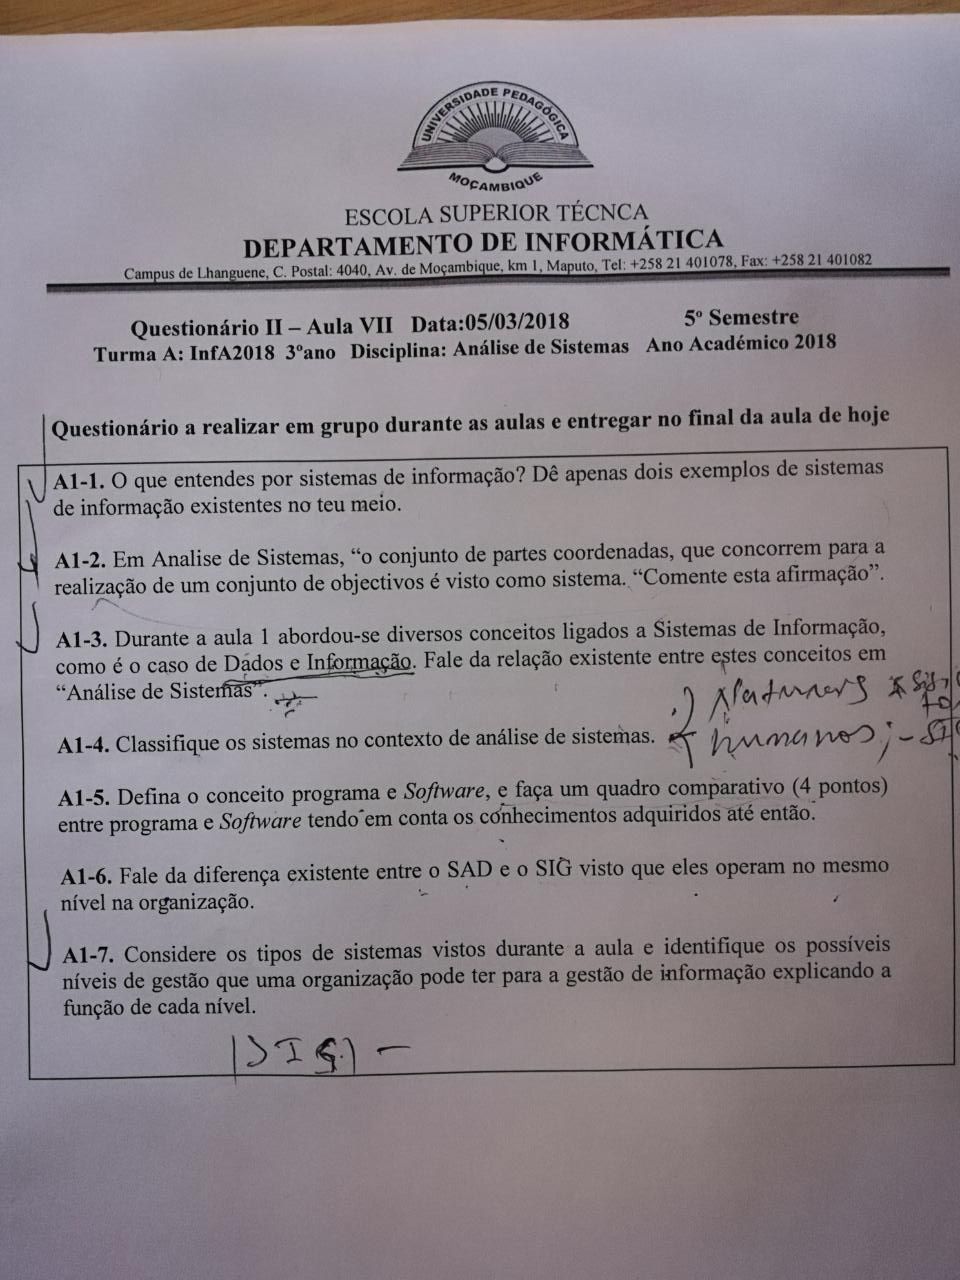 UNIVERSIDADE PEDAGÓGICA
MOÇAMBIQUE
ESCOLA SUPERIOR TÉCNCA
DEPARTAMENTO DE INFORMÁTICA
Campus de Lhanguene, C. Postal: 4040, Av. de Moçambique, km 1, Maputo, Tel: +258 21 401078, Fax: +258 21 401082
Questionário II – Aula VII Data:05/03/2018 5º Semestre
Turma A: InfA2018 3ºano Disciplina: Análise de Sistemas Ano Académico 2018
Questionário a realizar em grupo durante as aulas e entregar no final da aula de hoje
A1-1. O que entendes por sistemas de informação? Dê apenas dois exemplos de sistemas
de informação existentes no teu meio.
A1-2. Em Analise de Sistemas, “o conjunto de partes coordenadas, que concorrem para a
realização de um conjunto de objectivos é visto como sistema. “Comente esta afirmação”.
A1-3. Durante a aula 1 abordou-se diversos conceitos ligados a Sistemas de Informação,
como é o caso de Dados e Informação. Fale da relação existente entre estes conceitos em
“Análise de Sistemas”.
A1-4. Classifique os sistemas no contexto de análise de sistemas.
humanos;
A1-5. Defina o conceito programa e Software, e faça um quadro comparativo (4 pontos)
entre programa e Software tendo em conta os conhecimentos adquiridos até então.
A1-6. Fale da diferença existente entre o SAD e o SIG visto que eles operam no mesmo
nível na organização.
A1-7. Considere os tipos de sistemas vistos durante a aula e identifique os possíveis
níveis de gestão que uma organização pode ter para a gestão de informação explicando a
função de cada nível.